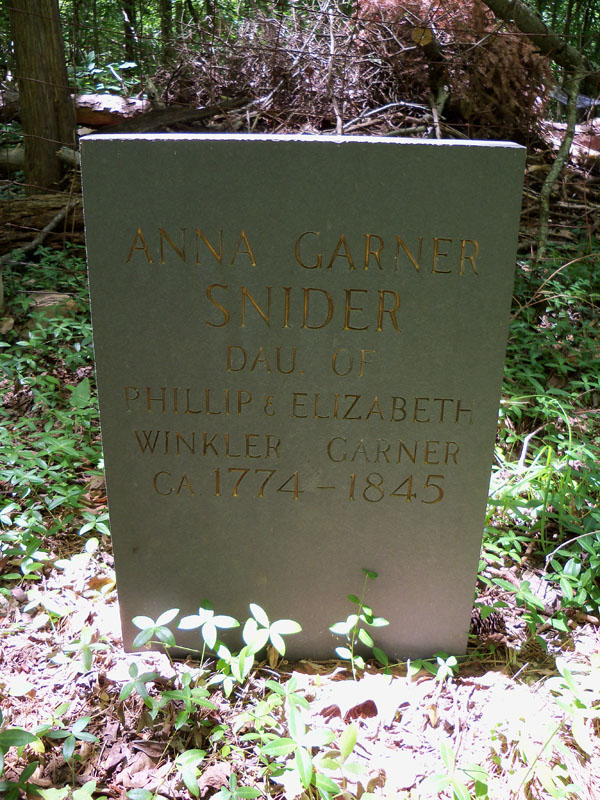 ANNA GARNER
SNIDER
DAU. OF
PHILLIP & ELIZABETH
WINKLER GARNER
CA. 1774-1845